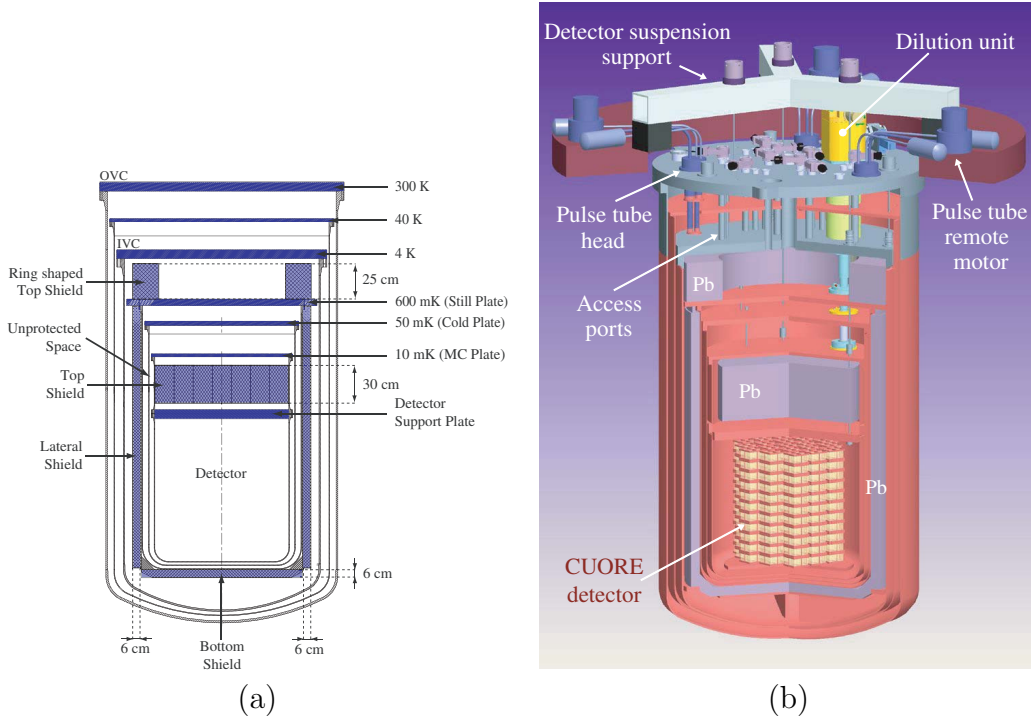 OVC
300 K
40 K
IVC
4 K
Ring shaped
Top Shield
25 cm
600 mK (Still Plate)
50 mK (Cold Plate)
Unprotected
Space
10 mK (MC Plate)
Top
Shield
30 cm
Detector
Support Plate
Lateral
Shield
Detector
6 cm
6 cm
Bottom
Shield
6 cm
(a)
Detector suspension
support
Dilution unit
Pulse tube
head
Pulse tube
remote
motor
Pb
Access
ports
Pb
Pb
CUORE
detector
(b)